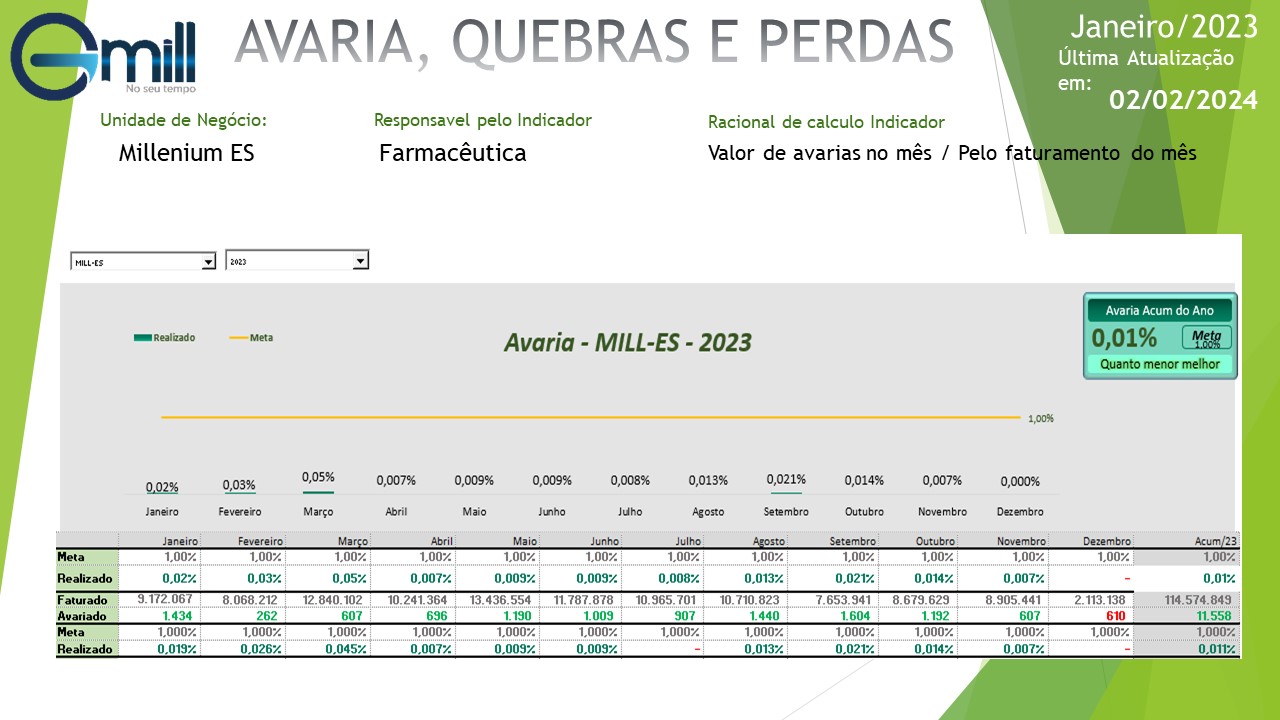 Gmill
No seu tempo
AVARIA, QUEBRAS E PERDAS
Janeiro/2023
Última Atualização
em:
02/02/2024
Unidade de Negócio:
Millenium ES
Responsavel pelo Indicador
Farmacêutica
Racional de calculo Indicador
Valor de avarias no mês / Pelo faturamento do mês
MILL-ES 2023
Realizado Meta
Avaria - MILL-ES - 2023
Avaria Acum do Ano
0,01% Meta
1,00%
Quanto menor melhor
1,00%
0,02% 0,03% 0,05% 0,007% 0,009% 0,009% 0,008% 0,013% 0,021% 0,014% 0,007% 0,000%
Janeiro Fevereiro Março Abril Maio Junho Julho Agosto Setembro Outubro Novembro Dezembro
Janeiro Fevereiro Março Abril Maio Junho Julho Agosto Setembro Outubro Novembro Dezembro Acum/23
Meta 1,00% 1,00% 1,00% 1,00% 1,00% 1,00% 1,00% 1,00% 1,00% 1,00% 1,00% 1,00% 1,00%
Realizado 0,02% 0,03% 0,05% 0,007% 0,009% 0,009% 0,008% 0,013% 0,021% 0,014% 0,007% - 0,01%
Faturado 9.172.067 8.068.212 12.840.102 10.241.364 13.436.554 11.787.878 10.965.701 10.710.823 7.653.941 8.679.629 8.905.441 2.113.138 114.574.849
Avariado 1.434 262 607 696 1.190 1.009 907 1.440 1.604 1.192 607 610 11.558
Meta 1,000% 1,000% 1,000% 1,000% 1,000% 1,000% 1,000% 1,000% 1,000% 1,000% 1,000% 1,000% 1,000%
Realizado 0,019% 0,026% 0,045% 0,007% 0,009% 0,009% - 0,013% 0,021% 0,014% 0,007% - 0,011%